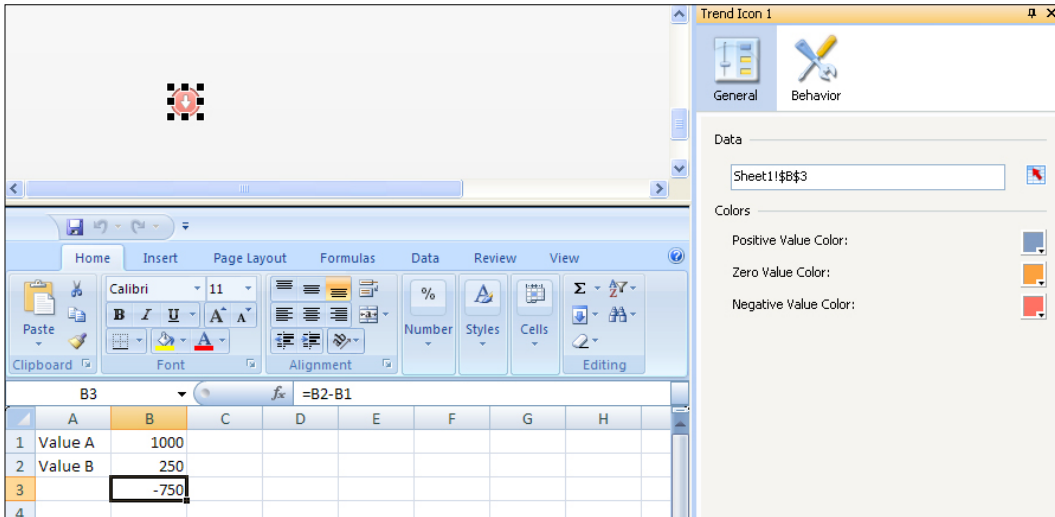 Trend Icon 1
General Behavior
Data
Sheet1!$B$3
Colors
Positive Value Color:
Zero Value Color:
Negative Value Color:
Home Insert Page Layout Formulas Data Review View
Calibri 11
B I U A A
Paste
% A Σ A Z
Number Styles Cells
Clipboard Font Alignment Editing
B3 fx =B2-B1
A B C D E F G H
1 Value A 1000
2 Value B 250
3 -750
4